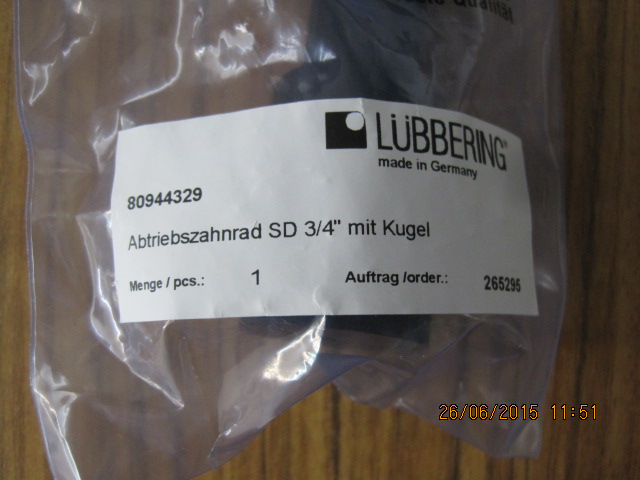 Qualität
LÜBBERING
made in Germany
80944329
Abtriebszahnrad SD 3/4" mit Kugel
Menge / pcs.: 1 Auftrag /order.: 265295
26/06/2015 11:51